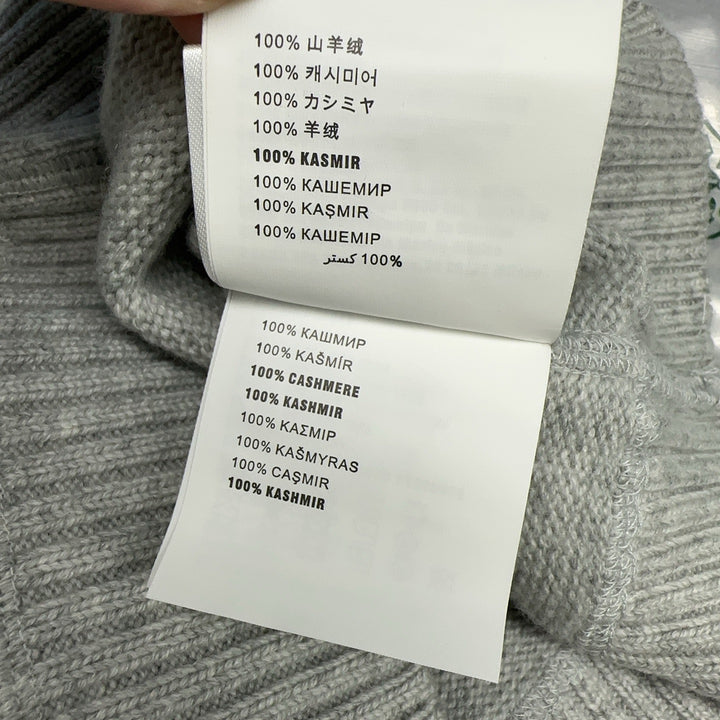 100% 山羊绒
100% 캐시미어
100% カシミヤ
100% 羊绒
100% KASMIR
100% КАШЕМИР
100% KAŞMIR
100% КАШЕМІР
100% كستر
100% КАШМИР
100% KAŠMÍR
100% CASHMERE
100% KASHMIR
100% ΚΑΣΜΙΡ
100% KAŠMYRAS
100% CAŞMIR
100% KASHMIR